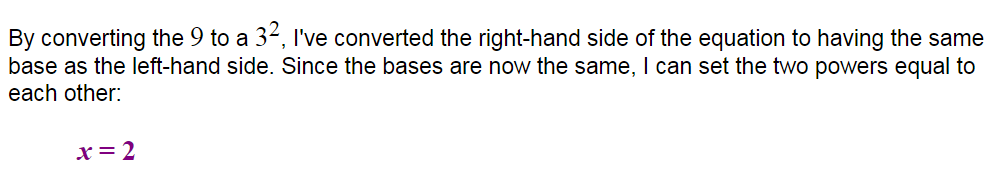 By converting the 9 to a 3², I've converted the right-hand side of the equation to having the same
base as the left-hand side. Since the bases are now the same, I can set the two powers equal to
each other:
x = 2